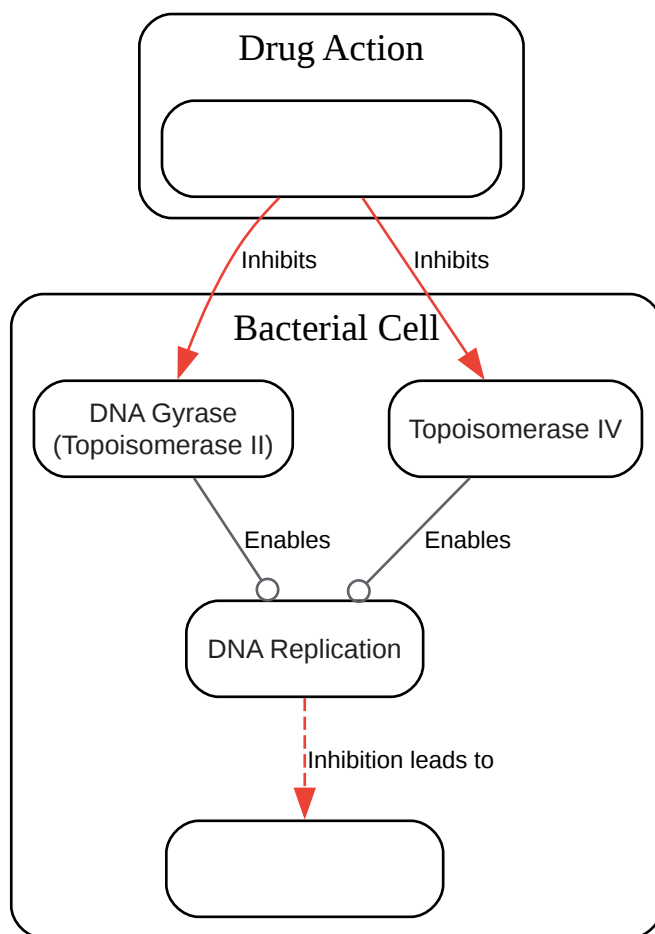 Drug Action
Inhibits
Inhibits
Bacterial Cell
DNA Gyrase
(Topoisomerase II)
Topoisomerase IV
Enables
Enables
DNA Replication
Inhibition leads to